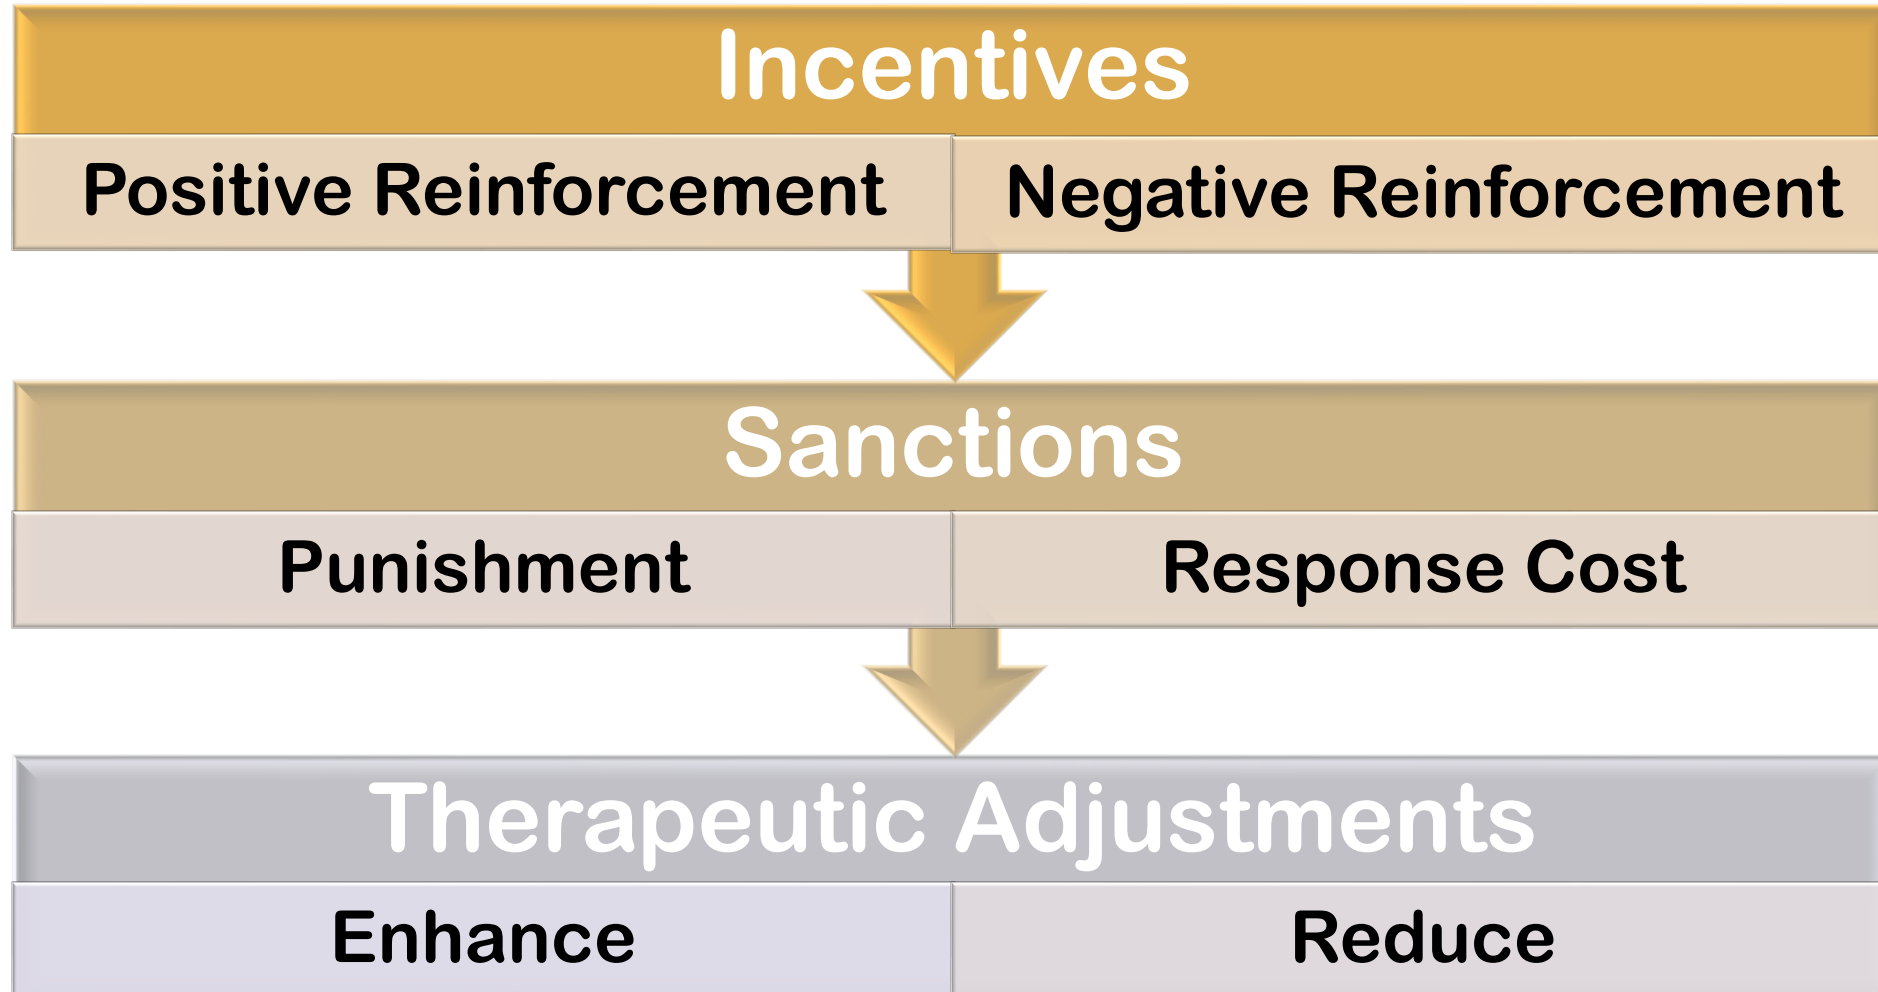 Incentives
Positive Reinforcement
Negative Reinforcement
Sanctions
Punishment
Response Cost
Therapeutic Adjustments
Enhance
Reduce